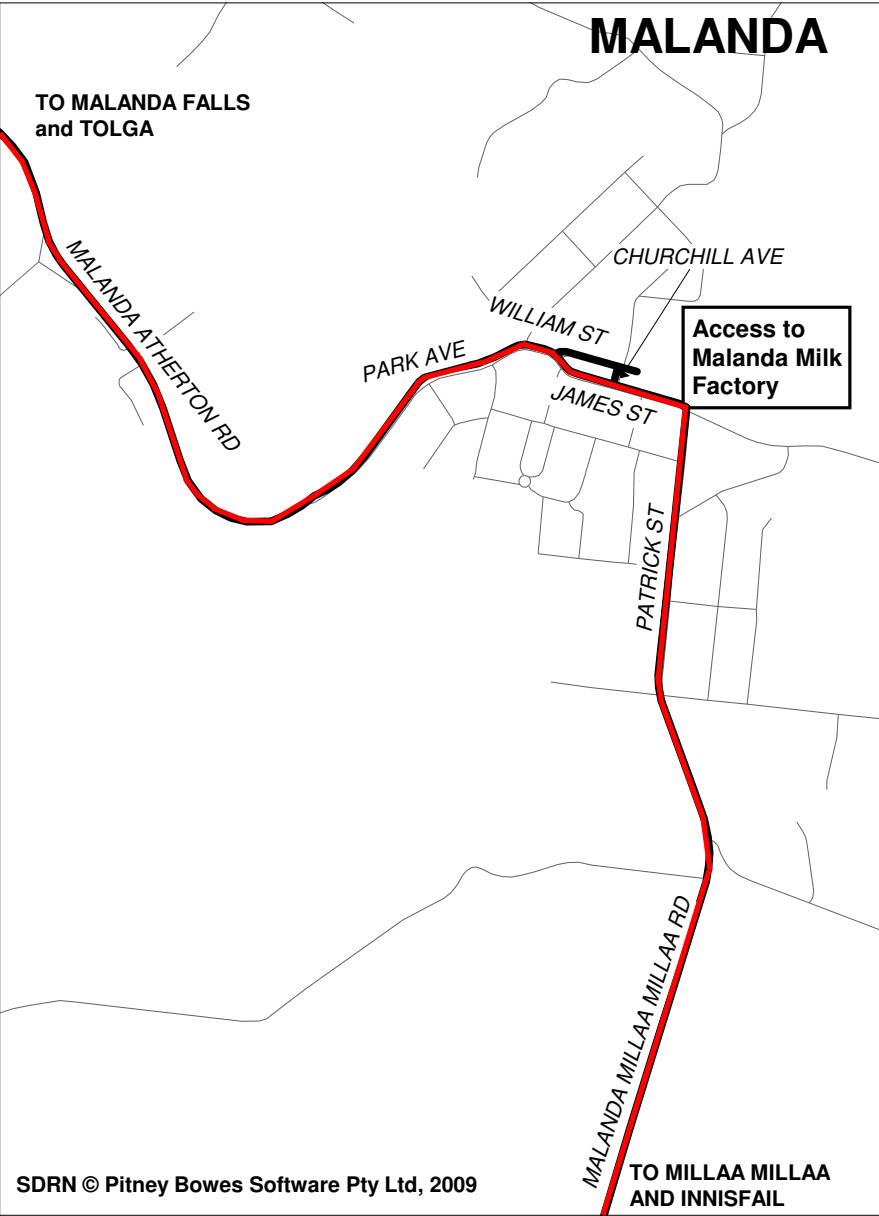 MALANDA
TO MALANDA FALLS
and TOLGA
MALANDA ATHERTON RD
CHURCHILL AVE
WILLIAM ST
PARK AVE
JAMES ST
Access to
Malanda Milk
Factory
PATRICK ST
MALANDA MILLAA MILLAA RD
SDRN © Pitney Bowes Software Pty Ltd, 2009
TO MILLAA MILLAA
AND INNISFAIL